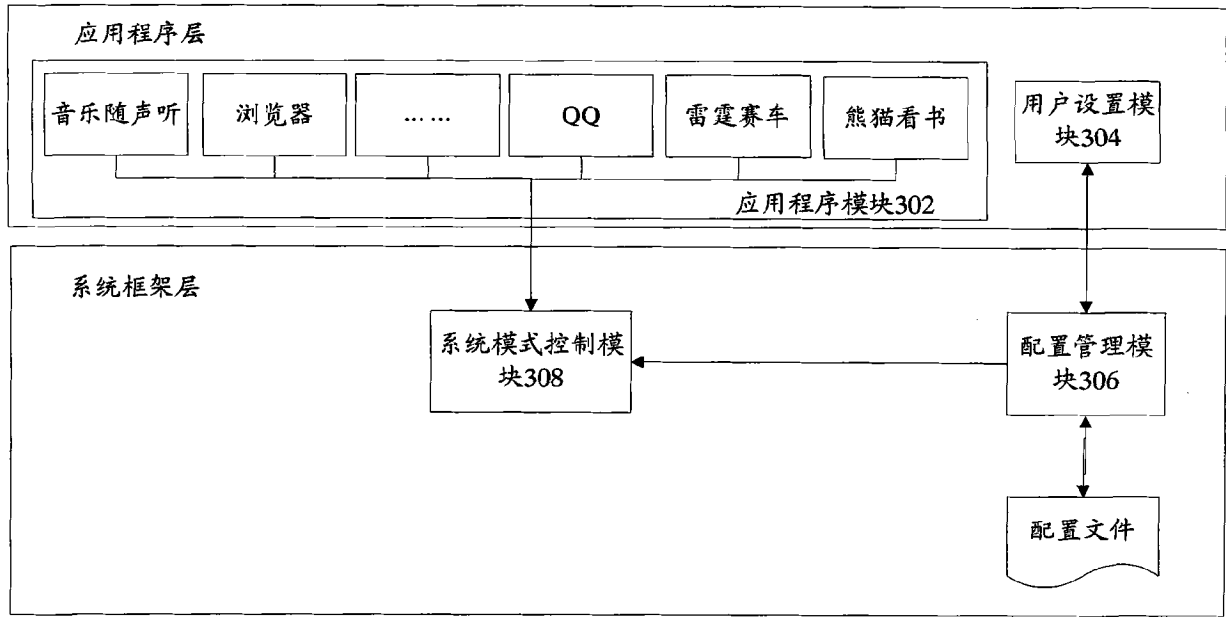 应用程序层
音乐随声听
浏览器
... ...
QQ
雷霆赛车
熊猫看书
用户设置模
块304
应用程序模块302
系统框架层
系统模式控制模
块308
配置管理模
块306
配置文件